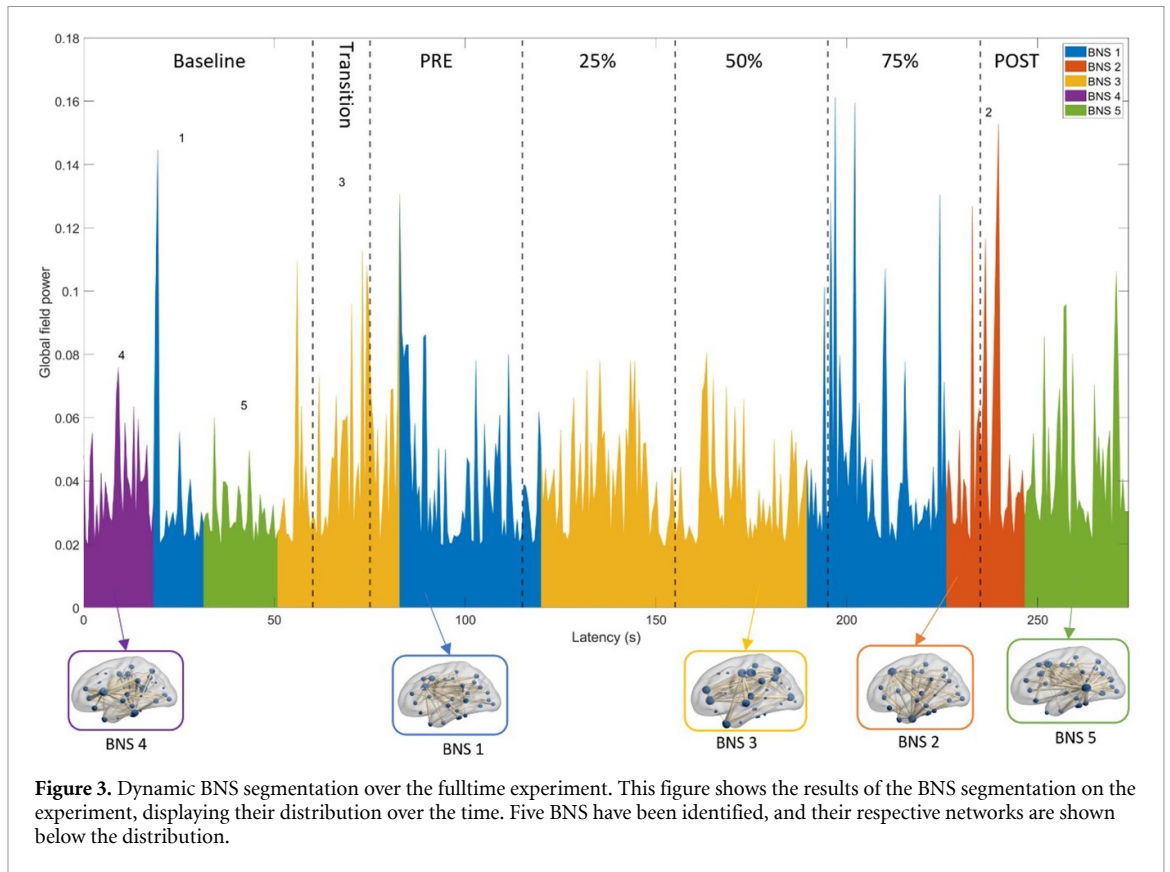 0.18
0.16
0.14
0.12
0.1
0.08
0.06
0.04
0.02
0
Global field power
Baseline
Transition
PRE
25%
50%
75%
POST
BNS 1
BNS 2
BNS 3
BNS 4
BNS 5
1
2
3
4
5
0
50
100
150
200
250
Latency (s)
BNS 4
BNS 1
BNS 3
BNS 2
BNS 5
Figure 3. Dynamic BNS segmentation over the fulltime experiment. This figure shows the results of the BNS segmentation on the
experiment, displaying their distribution over the time. Five BNS have been identified, and their respective networks are shown
below the distribution.